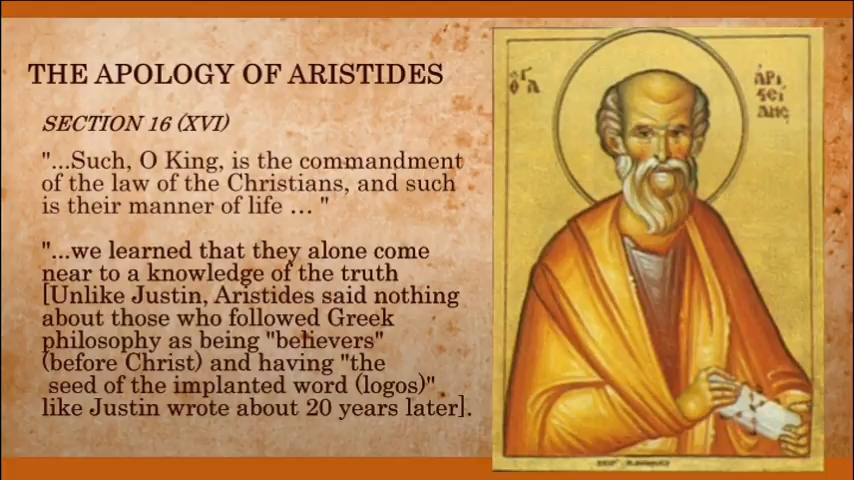 THE APOLOGY OF ARISTIDES
SECTION 16 (XVI)
"...Such, O King, is the commandment
of the law of the Christians, and such
is their manner of life ... "
"...we learned that they alone come
near to a knowledge of the truth
[Unlike Justin, Aristides said nothing
about those who followed Greek
philosophy as being "believers"
(before Christ) and having "the
seed of the implanted word (logos)"
like Justin wrote about 20 years later].